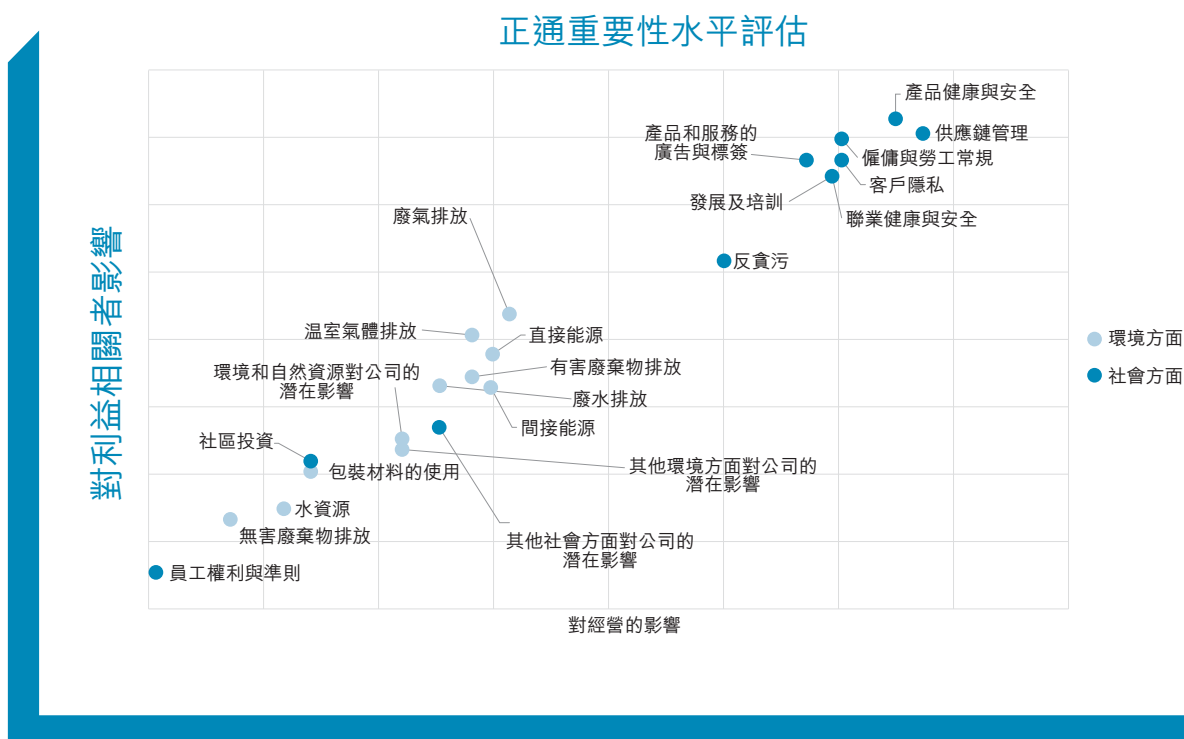 正通重要性水平評估
產品健康與安全
供應鏈管理
產品和服務的
廣告與標簽
僱傭與勞工常規
客戶隱私
發展及培訓
聯業健康與安全
廢氣排放
反貪污
對利益相關者影響
温室氣體排放
直接能源
環境方面
有害廢棄物排放
環境和自然資源對公司的
潛在影響
社會方面
廢水排放
間接能源
社區投資
包裝材料的使用
其他環境方面對公司的
潛在影響
水資源
無害廢棄物排放
其他社會方面對公司的
潛在影響
員工權利與準則
對經營的影響